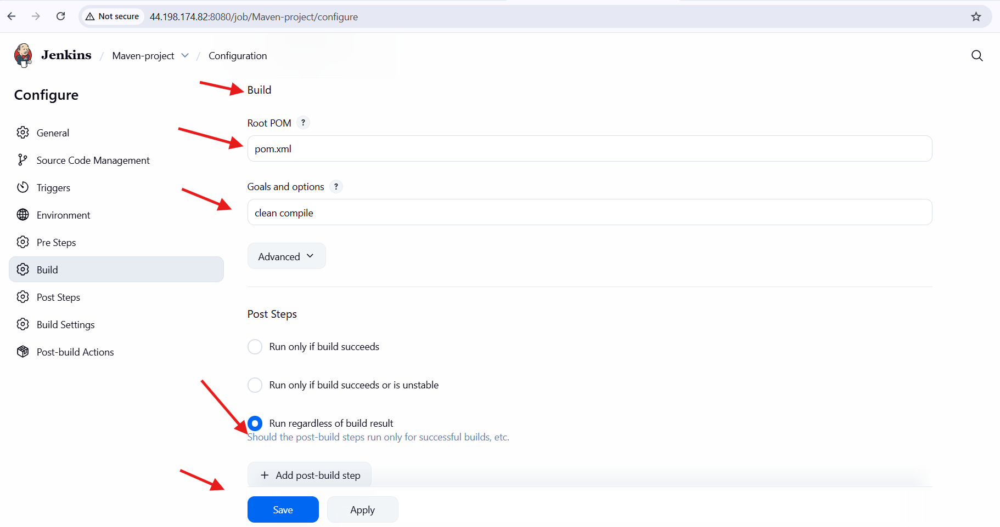 Not secure 44.198.174.82:8080/job/Maven-project/configure
Jenkins / Maven-project / Configuration
Configure
General
Source Code Management
Triggers
Environment
Pre Steps
Build
Post Steps
Build Settings
Post-build Actions
Build
Root POM ?
pom.xml
Goals and options ?
clean compile
Advanced
Post Steps
Run only if build succeeds
Run only if build succeeds or is unstable
Run regardless of build result
Should the post-build steps run only for successful builds, etc.
+ Add post-build step
Save Apply